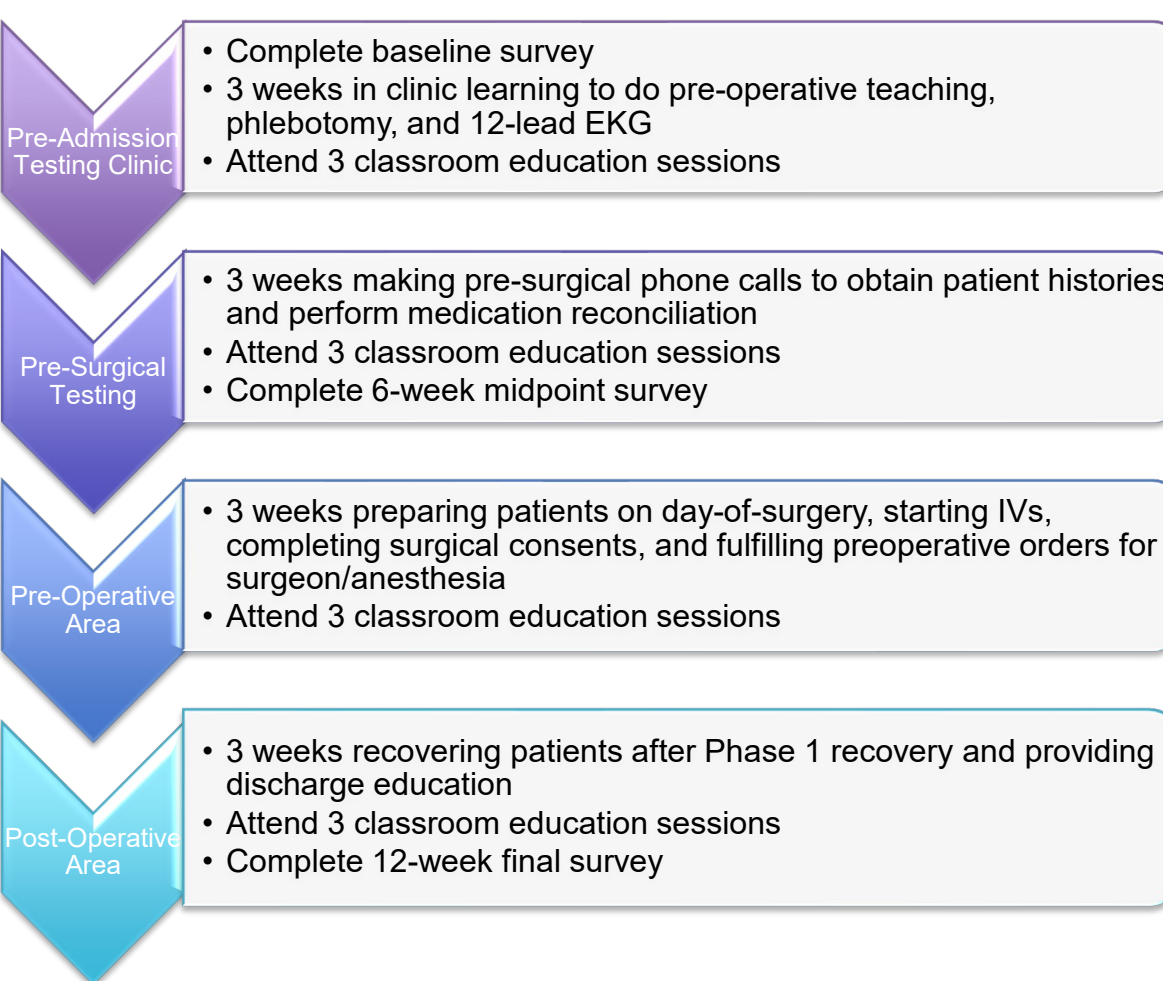 Pre-Admission
Testing Clinic
• Complete baseline survey
• 3 weeks in clinic learning to do pre-operative teaching,
phlebotomy, and 12-lead EKG
• Attend 3 classroom education sessions
Pre-Surgical
Testing
• 3 weeks making pre-surgical phone calls to obtain patient histories
and perform medication reconciliation
• Attend 3 classroom education sessions
• Complete 6-week midpoint survey
Pre-Operative
Area
• 3 weeks preparing patients on day-of-surgery, starting IVs,
completing surgical consents, and fulfilling preoperative orders for
surgeon/anesthesia
• Attend 3 classroom education sessions
Post-Operative
Area
• 3 weeks recovering patients after Phase 1 recovery and providing
discharge education
• Attend 3 classroom education sessions
• Complete 12-week final survey